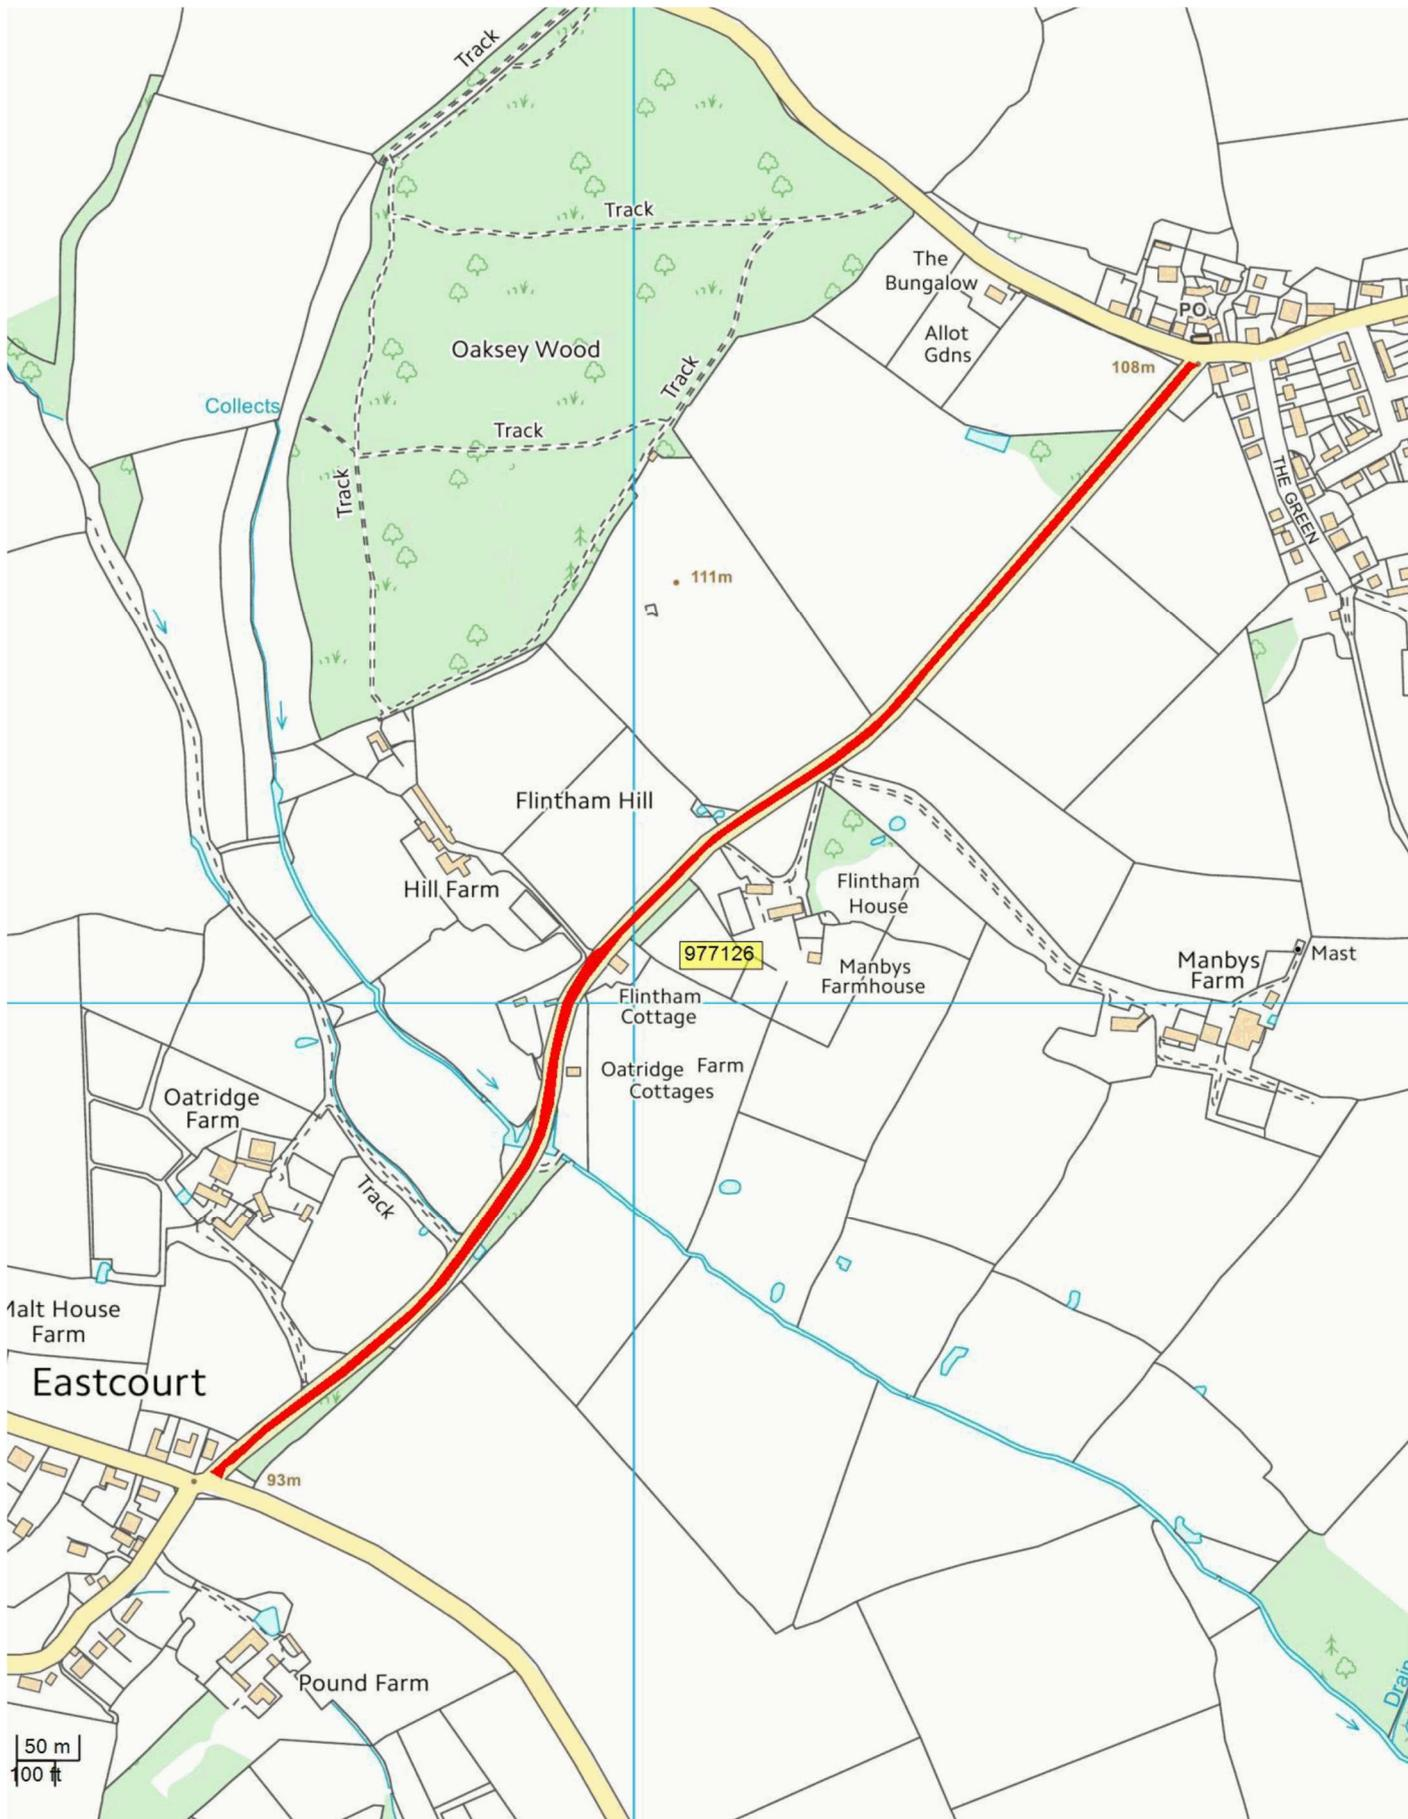 Track
Track
The
Bungalow
PO
Allot
Gdns
Oaksey Wood
108m
Track
Collects
Track
Track
THE GREEN
111m
Flintham Hill
Hill Farm
Flintham
House
977126
Manbys
Farmhouse
Manbys
Farm
Mast
Flintham
Cottage
Oatridge Farm
Cottages
Oatridge
Farm
Track
Malt House
Farm
Eastcourt
93m
Pound Farm
Drain
50 m
100 ft